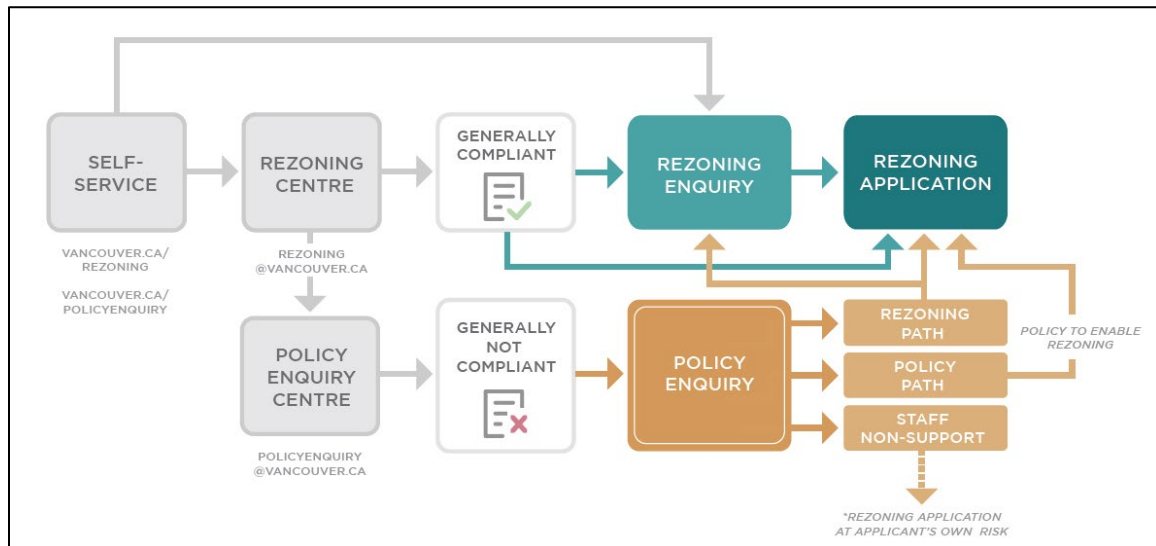 SELF-
SERVICE
VANCOUVER.CA/
REZONING
VANCOUVER.CA/
POLICYENQUIRY
REZONING
CENTRE
REZONING
@VANCOUVER.CA
GENERALLY
COMPLIANT
REZONING
ENQUIRY
REZONING
APPLICATION
POLICY
ENQUIRY
CENTRE
POLICYENQUIRY
@VANCOUVER.CA
GENERALLY
NOT
COMPLIANT
POLICY
ENQUIRY
REZONING
PATH
POLICY
PATH
STAFF
NON-SUPPORT
POLICY TO ENABLE
REZONING
*REZONING APPLICATION
AT APPLICANT'S OWN RISK